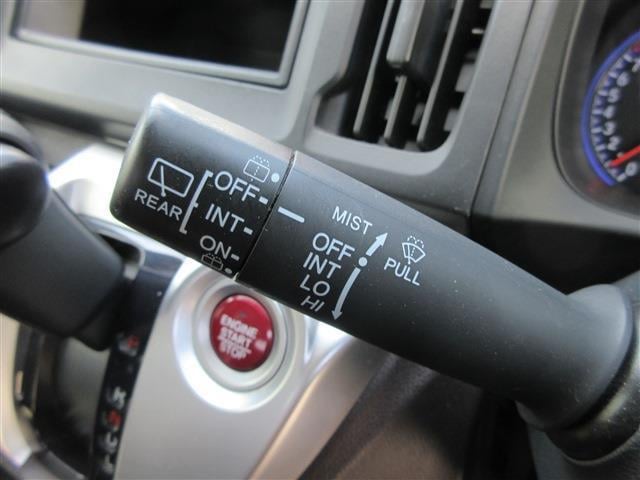 REAR
OFF
INT
ON
MIST
OFF
INT
LO
HI
PULL
ENGINE
START
STOP